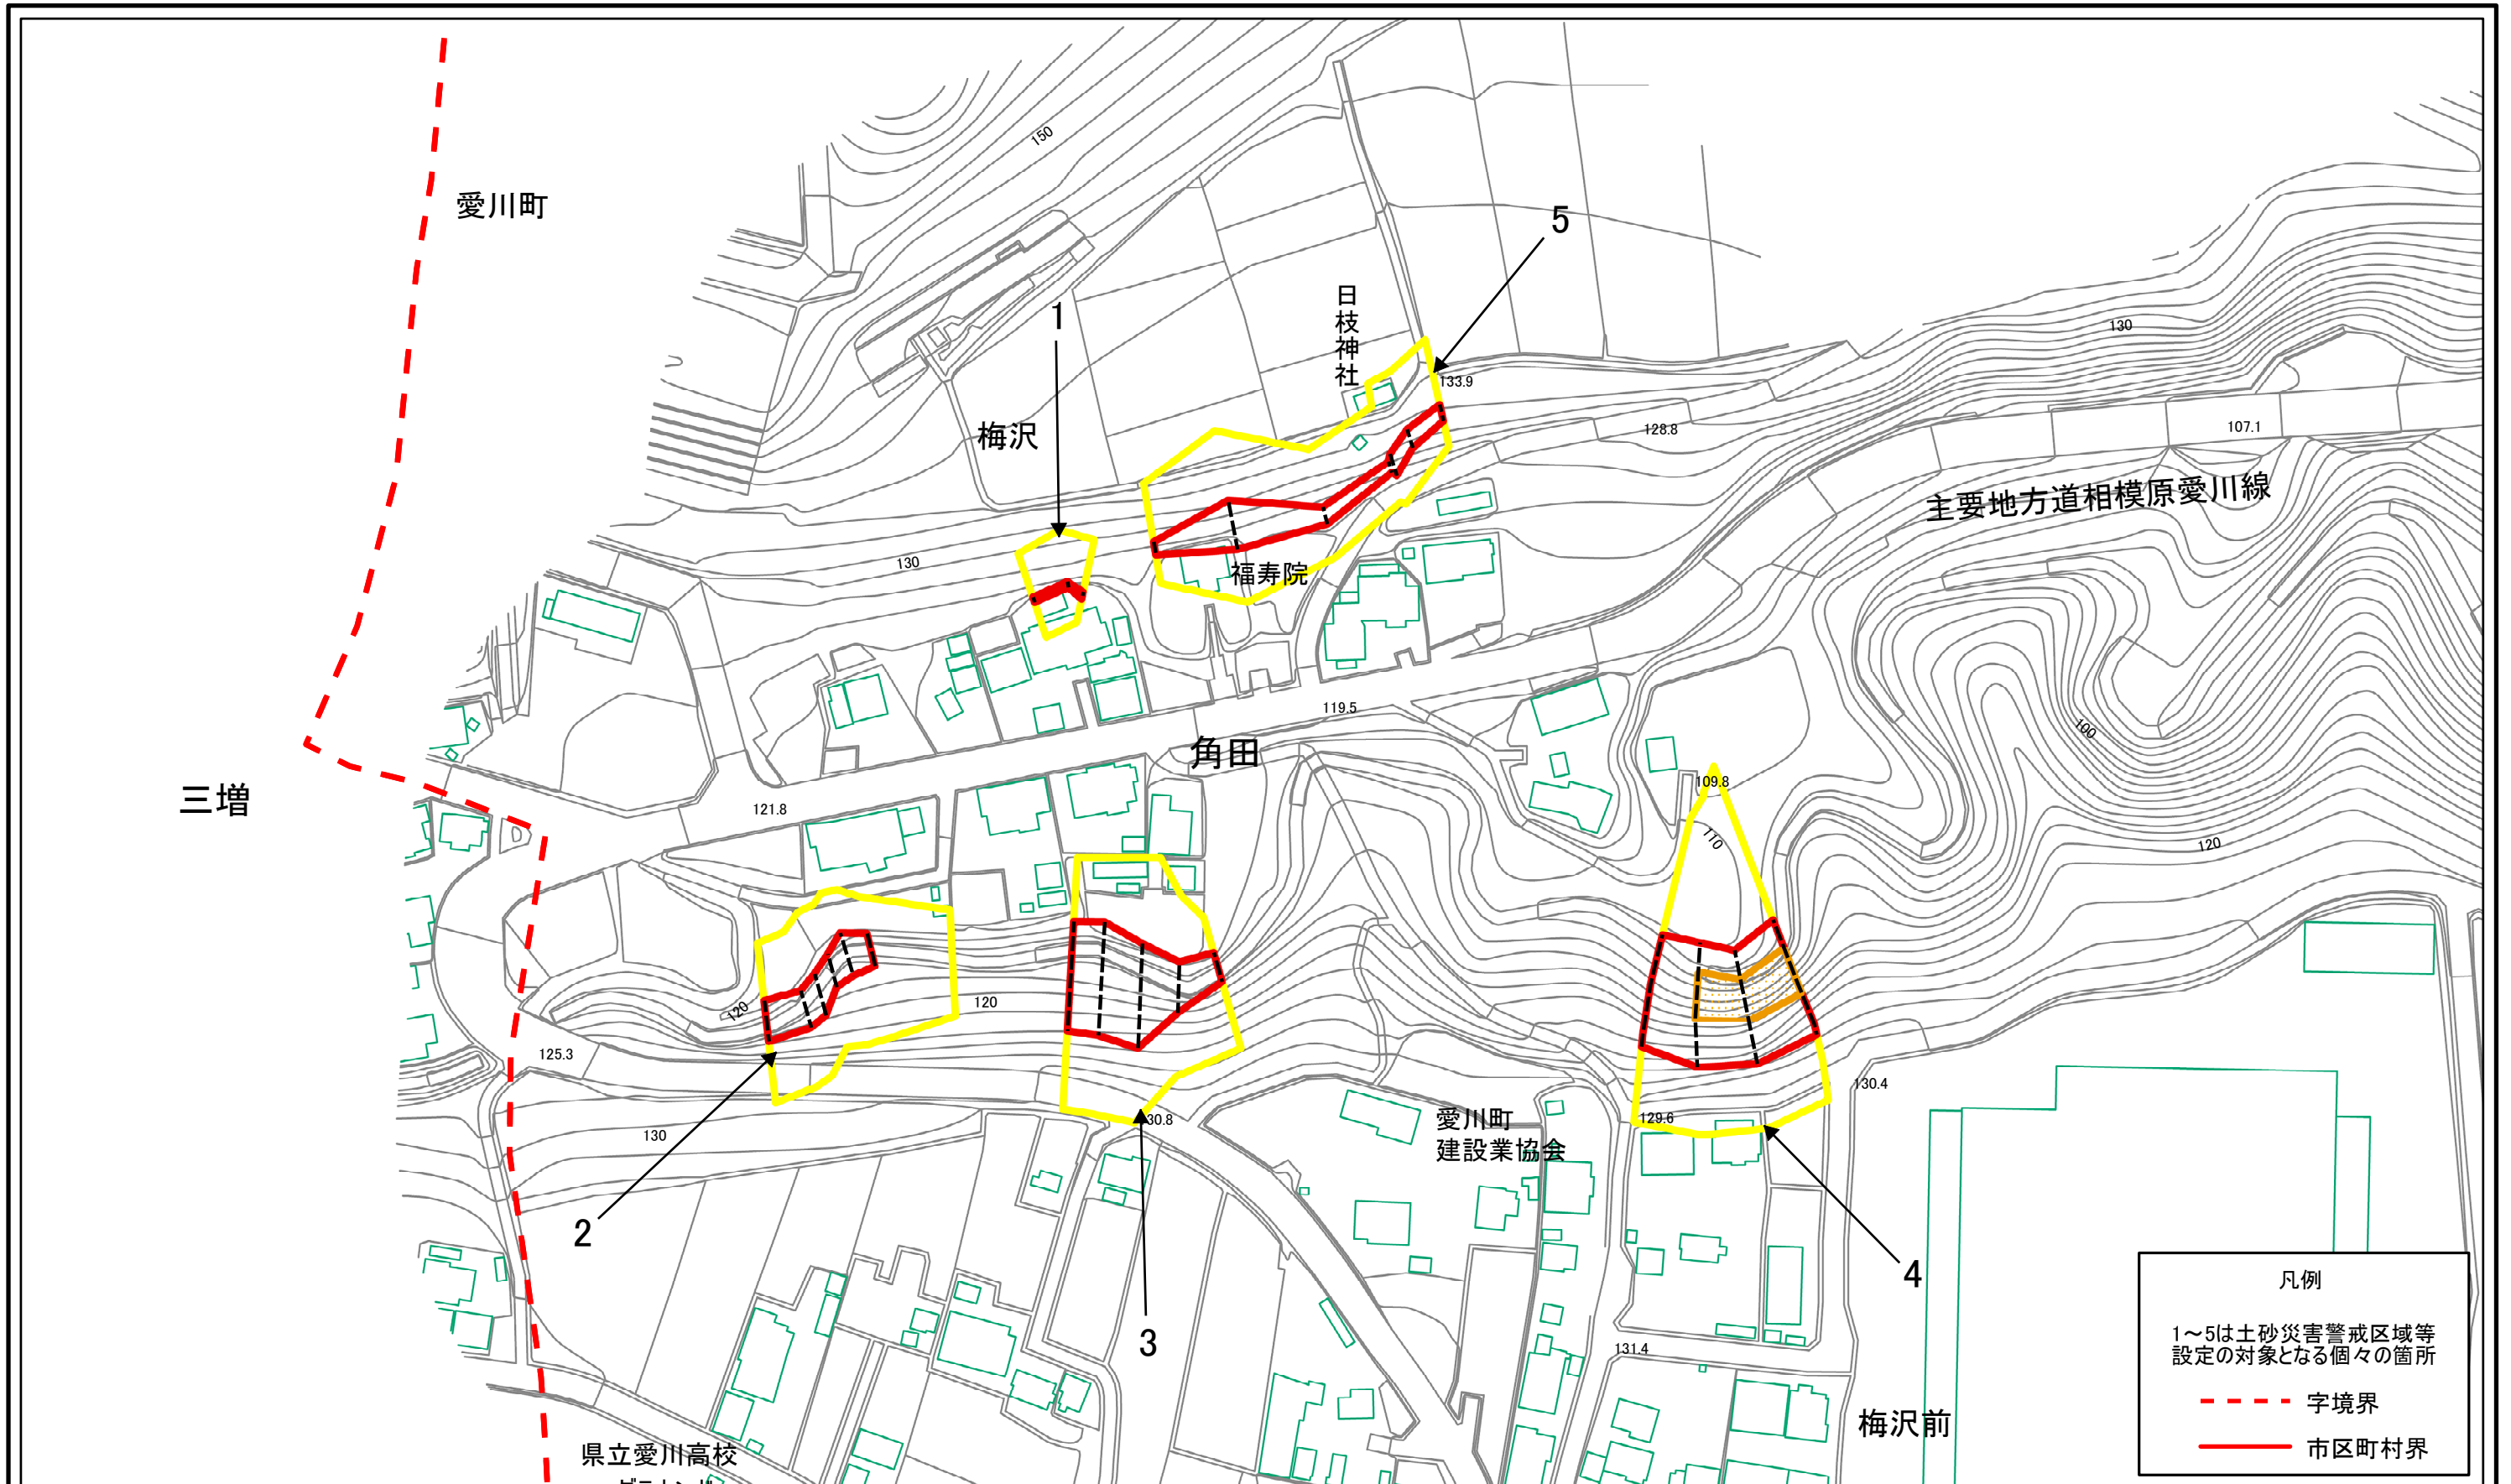 150
愛川町
5
日枝神社
1
130
133.9
梅沢
128.8
107.1
主要地方道相模原愛川線
130
福寿院
119.5
100
角田
109.8
三増
121.8
110
120
120
120
125.3
130.4
130.8
129.6
愛川町
建設業協会
130
2
4
3
凡例
1～5は土砂災害警戒区域等
設定の対象となる個々の箇所
字境界
市区町村界
131.4
梅沢前
県立愛川高校